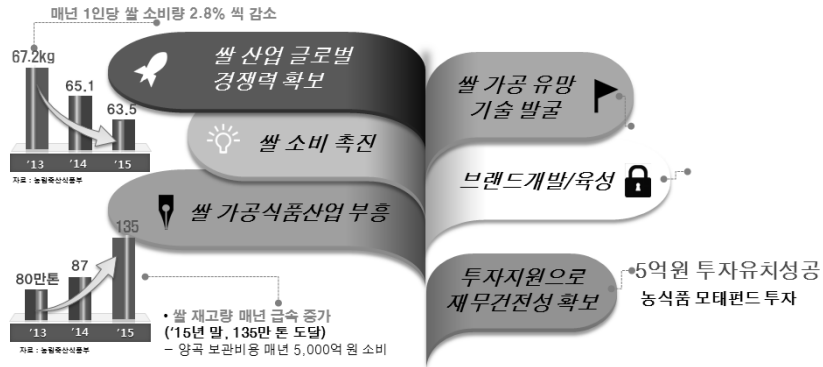 매년 1인당 쌀 소비량 2.8% 씩 감소
67.2kg
65.1
63.5
'13
'14
'15
자료 : 농림축산식품부
쌀 산업 글로벌
경쟁력 확보
쌀 소비 촉진
쌀 가공식품산업 부흥
쌀 가공 유망
기술 발굴
브랜드개발/육성
투자지원으로
재무건전성 확보
5억원 투자유치성공
농식품 모태펀드 투자
80만톤
87
135
'13
'14
'15
자료 : 농림축산식품부
• 쌀 재고량 매년 급속 증가
('15년 말, 135만 톤 도달)
– 양곡 보관비용 매년 5,000억 원 소비